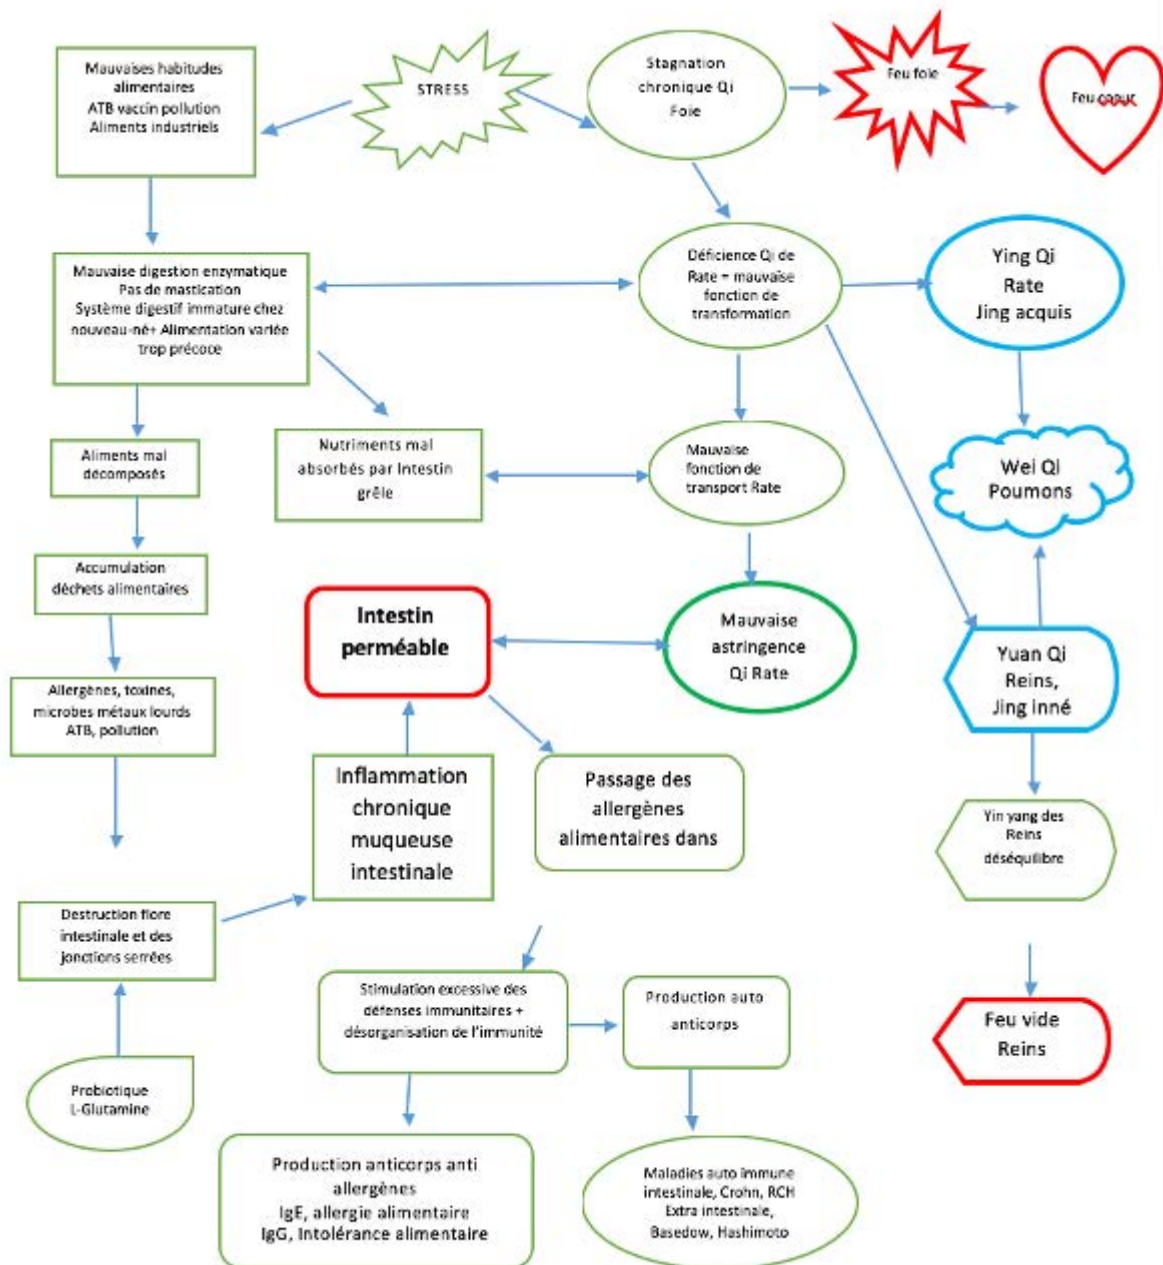 Mauvaises habitudes
alimentaires
ATB vaccin pollution
Aliments industriels
STRESS
Stagnation
chronique Qi
Foie
Feu foie
Feu coeur
Mauvaise digestion enzymatique
Pas de mastication
Système digestif immature chez
nouveau-né+ Alimentation variée
trop précoce
Déficience Qi de
Rate = mauvaise
fonction de
transformation
Ying Qi
Rate
Jing acquis
Aliments mal
décomposés
Nutriments mal
absorbés par Intestin
grêle
Mauvaise
fonction de
transport Rate
Wei Qi
Poumons
Accumulation
déchets alimentaires
Intestin
perméable
Mauvaise
astringence
Qi Rate
Yuan Qi
Reins,
Jing inné
Allergènes, toxines,
microbes métaux lourds
ATB, pollution
Inflammation
chronique
muqueuse
intestinale
Passage des
allergènes
alimentaires dans
Yin yang des
Reins
déséquilibre
Destruction flore
intestinale et des
jonctions serrées
Stimulation excessive des
défenses immunitaires +
désorganisation de l'immunité
Production auto
anticorps
Feu vide
Reins
Probiotique
L-Glutamine
Production anticorps anti
allergènes
IgE, allergie alimentaire
IgG, Intolérance alimentaire
Maladies auto immune
intestinale, Crohn, RCH
Extra intestinale,
Basedow, Hashimoto